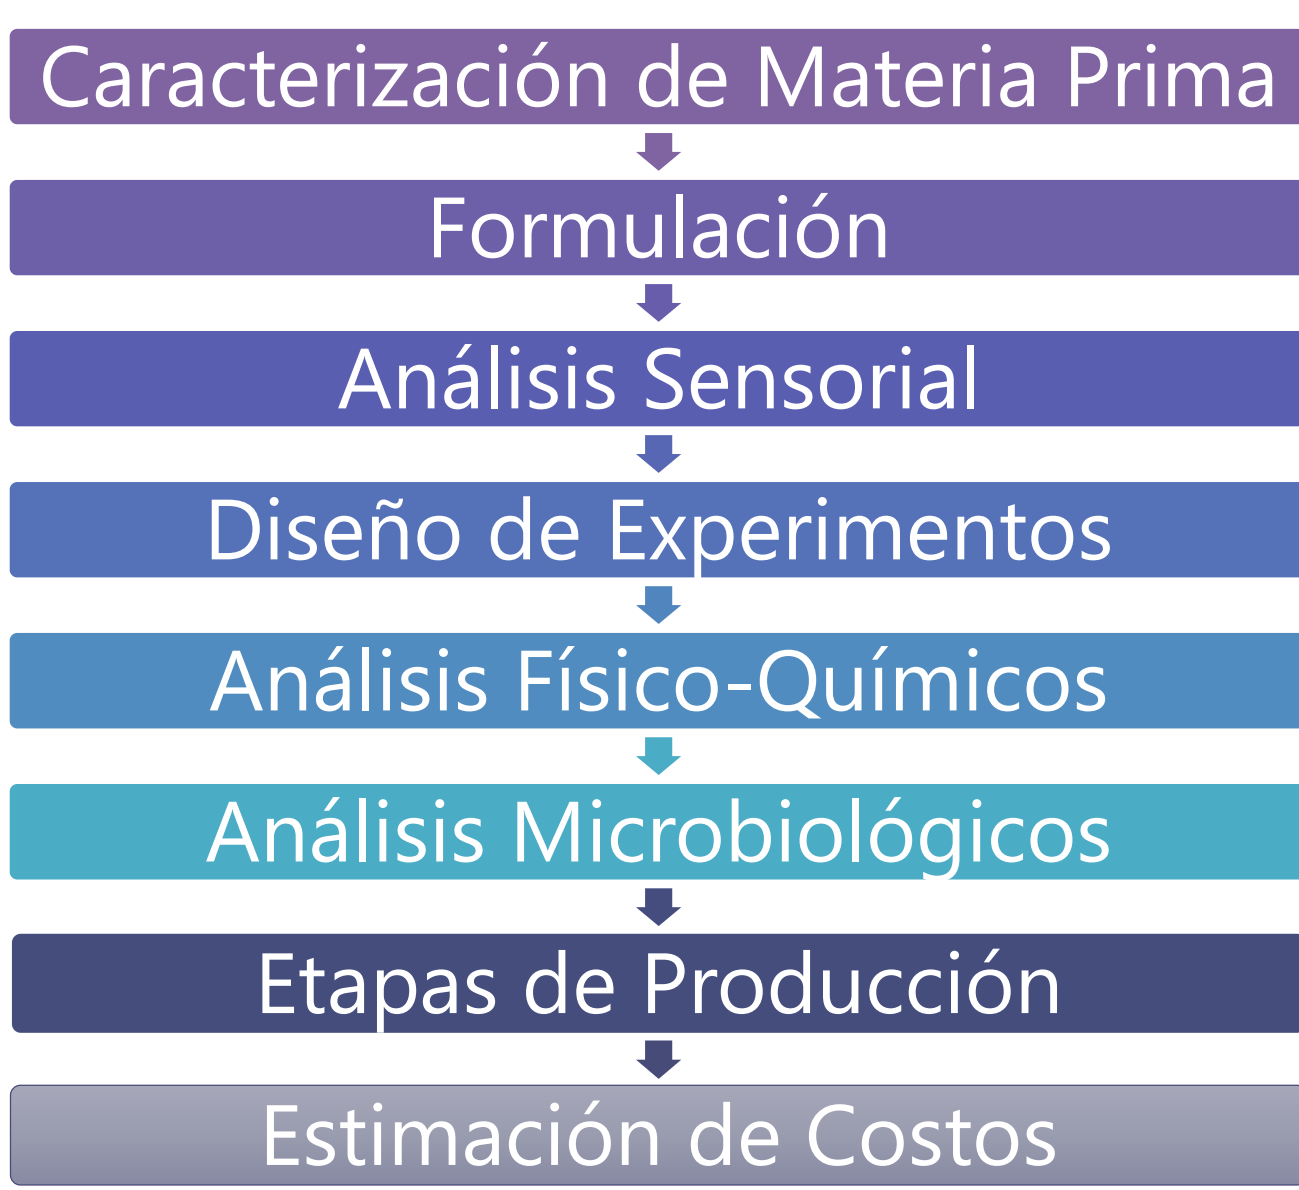 Caracterización de Materia Prima
Formulación
Análisis Sensorial
Diseño de Experimentos
Análisis Físico-Químicos
Análisis Microbiológicos
Etapas de Producción
Estimación de Costos